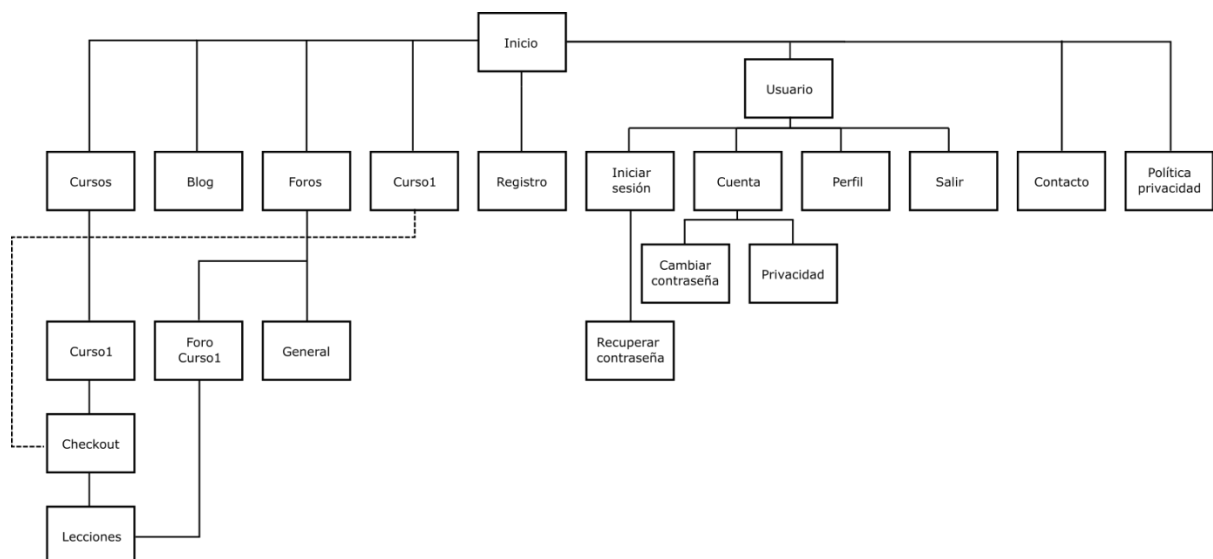 Inicio
Usuario
Cursos
Blog
Foros
Curso1
Registro
Iniciar
sesión
Cuenta
Perfil
Salir
Contacto
Política
privacidad
Cambiar
contraseña
Privacidad
Curso1
Foro
Curso1
General
Recuperar
contraseña
Checkout
Lecciones